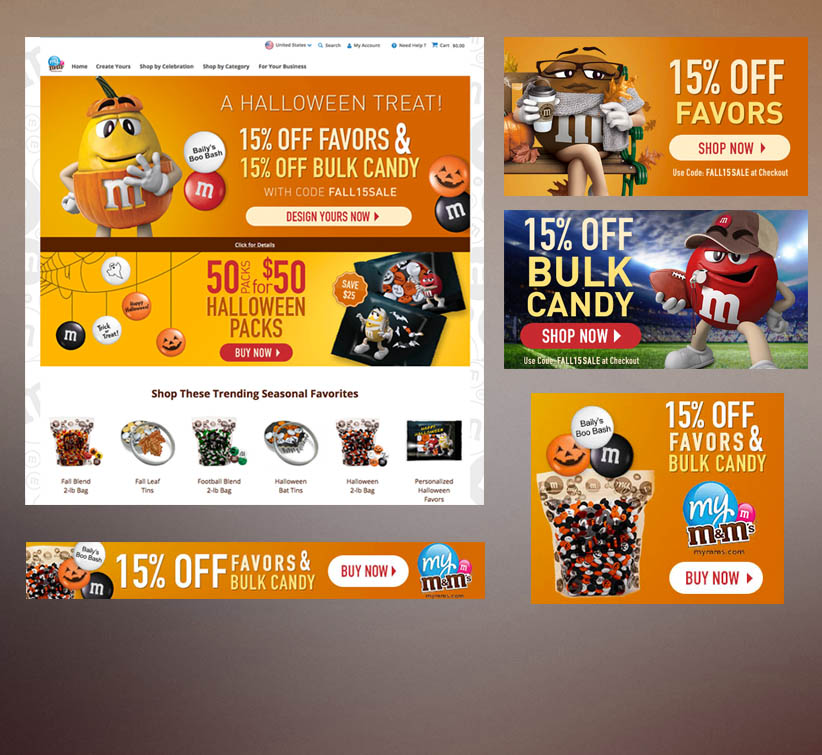 United States Search My Account Need Help ? Cart $0.00
my
m&m's
Home Create Yours Shop by Celebration Shop by Category For Your Business
A HALLOWEEN TREAT!
15% OFF FAVORS &
15% OFF BULK CANDY
WITH CODE FALL15SALE
DESIGN YOURS NOW
Baily's
Boo Bash
m
m
m
Click for Details
50 PACKS for $50
HALLOWEEN
PACKS
BUY NOW
SAVE
$25
Happy
Halloween!
Trick
or
Treat!
m
Shop These Trending Seasonal Favorites
Fall Blend
2-lb Bag
Fall Leaf
Tins
Football Blend
2-lb Bag
Halloween
Bat Tins
Halloween
2-lb Bag
HAPPY
HALLOWEEN
Personalized
Halloween
Favors
15% OFF
FAVORS
SHOP NOW
Use Code: FALL15SALE at Checkout
m
15% OFF
BULK
CANDY
SHOP NOW
Use Code: FALL15SALE at Checkout
m
m
15% OFF
FAVORS &
BULK CANDY
Baily's
Boo Bash
m
my
m
m&m's
mymms.com
BUY NOW
Baily's
Boo Bash
m
15% OFF FAVORS &
BULK CANDY
BUY NOW
my
m
m&m's
mymms.com